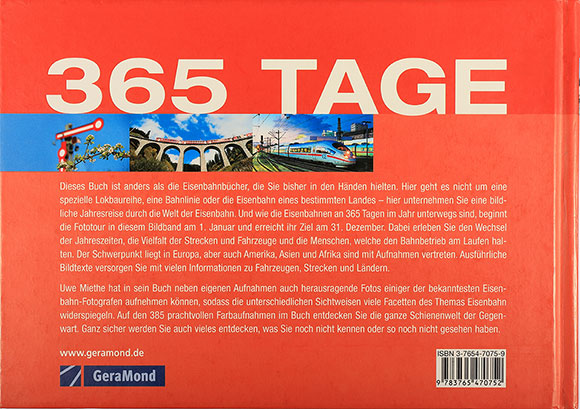 365 TAGE
Dieses Buch ist anders als die Eisenbahnbücher, die Sie bisher in den Händen hielten. Hier geht es nicht um eine
spezielle Lokbaureihe, eine Bahnlinie oder die Eisenbahn eines bestimmten Landes – hier unternehmen Sie eine bild-
liche Jahresreise durch die Welt der Eisenbahn. Und wie die Eisenbahnen an 365 Tagen im Jahr unterwegs sind, beginnt
die Fototour in diesem Bildband am 1. Januar und erreicht ihr Ziel am 31. Dezember. Dabei erleben Sie den Wechsel
der Jahreszeiten, die Vielfalt der Strecken und Fahrzeuge und die Menschen, welche den Bahnbetrieb am Laufen hal-
ten. Der Schwerpunkt liegt in Europa, aber auch Amerika, Asien und Afrika sind mit Aufnahmen vertreten. Ausführliche
Bildtexte versorgen Sie mit vielen Informationen zu Fahrzeugen, Strecken und Ländern.
Uwe Miethe hat in sein Buch neben eigenen Aufnahmen auch herausragende Fotos einiger der bekanntesten Eisen-
bahn-Fotografen aufnehmen können, sodass die unterschiedlichen Sichtweisen viele Facetten des Themas Eisenbahn
widerspiegeln. Auf den 385 prachtvollen Farbaufnahmen im Buch entdecken Sie die ganze Schienenwelt der Gegen-
wart. Ganz sicher werden Sie auch vieles entdecken, was Sie noch nicht kennen oder so noch nicht gesehen haben.
www.geramond.de
GeraMond
ISBN 3-7654-7075-9
9 783765 470752